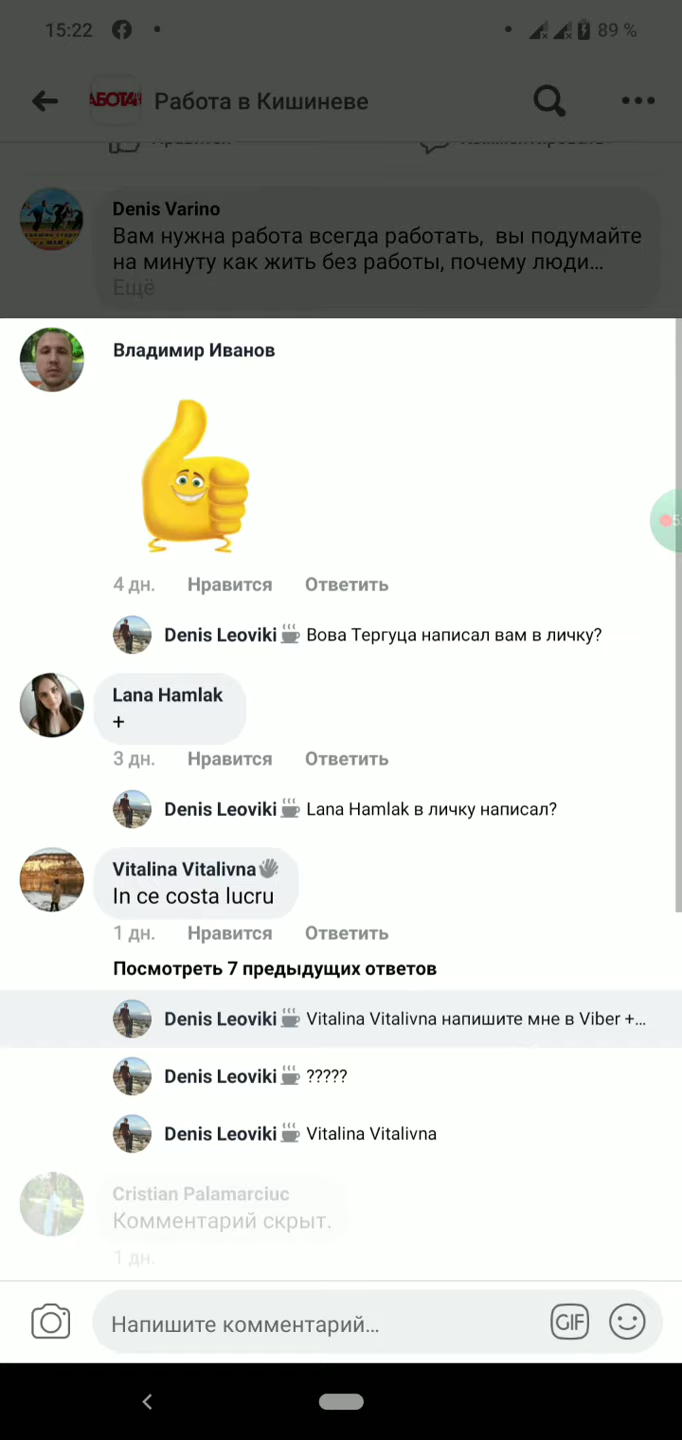 15:22
89 %
АБОТА
Работа в Кишиневе
Denis Varino
Вам нужна работа всегда работать, вы подумайте
на минуту как жить без работы, почему люди...
Ещё
Владимир Иванов
4 дн. Нравится Ответить
Denis Leoviki Вова Тергуца написал вам в личку?
Lana Hamlak
+
3 дн. Нравится Ответить
Denis Leoviki Lana Hamlak в личку написал?
Vitalina Vitalivna
In ce costa lucru
1 дн. Нравится Ответить
Посмотреть 7 предыдущих ответов
Denis Leoviki Vitalina Vitalivna напишите мне в Viber +...
Denis Leoviki ?????
Denis Leoviki Vitalina Vitalivna
Cristian Palamarciuc
Комментарий скрыт.
1 дн.
Напишите комментарий...
GIF